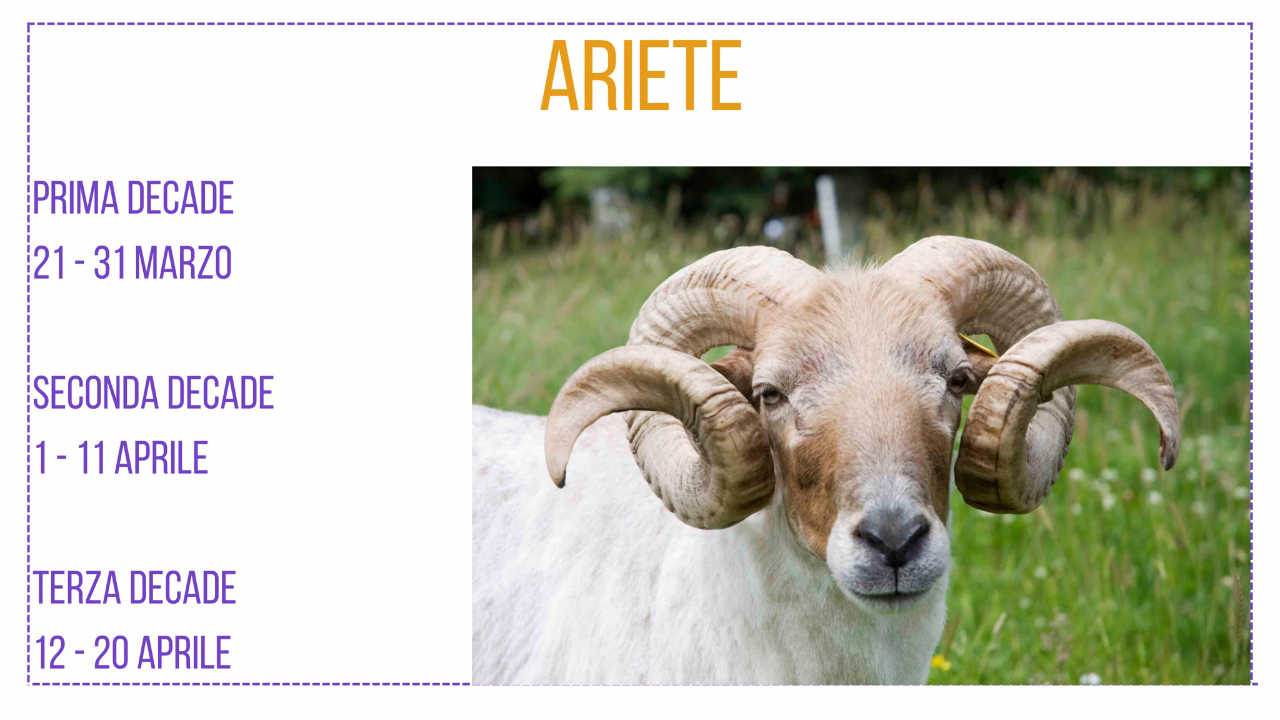 ARIETE
PRIMA DECADE
21 - 31 MARZO
SECONDA DECADE
1 - 11 APRILE
TERZA DECADE
12 - 20 APRILE